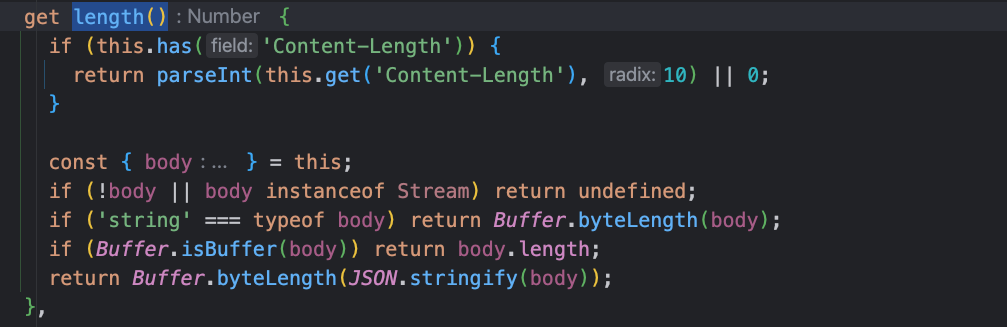 get length() : Number {
if (this.has( field: 'Content-Length')) {
return parseInt(this.get('Content-Length'), radix: 10) || 0;
}
const { body : ... } = this;
if (!body || body instanceof Stream) return undefined;
if ('string' === typeof body) return Buffer.byteLength(body);
if (Buffer.isBuffer(body)) return body.length;
return Buffer.byteLength(JSON.stringify(body));
},